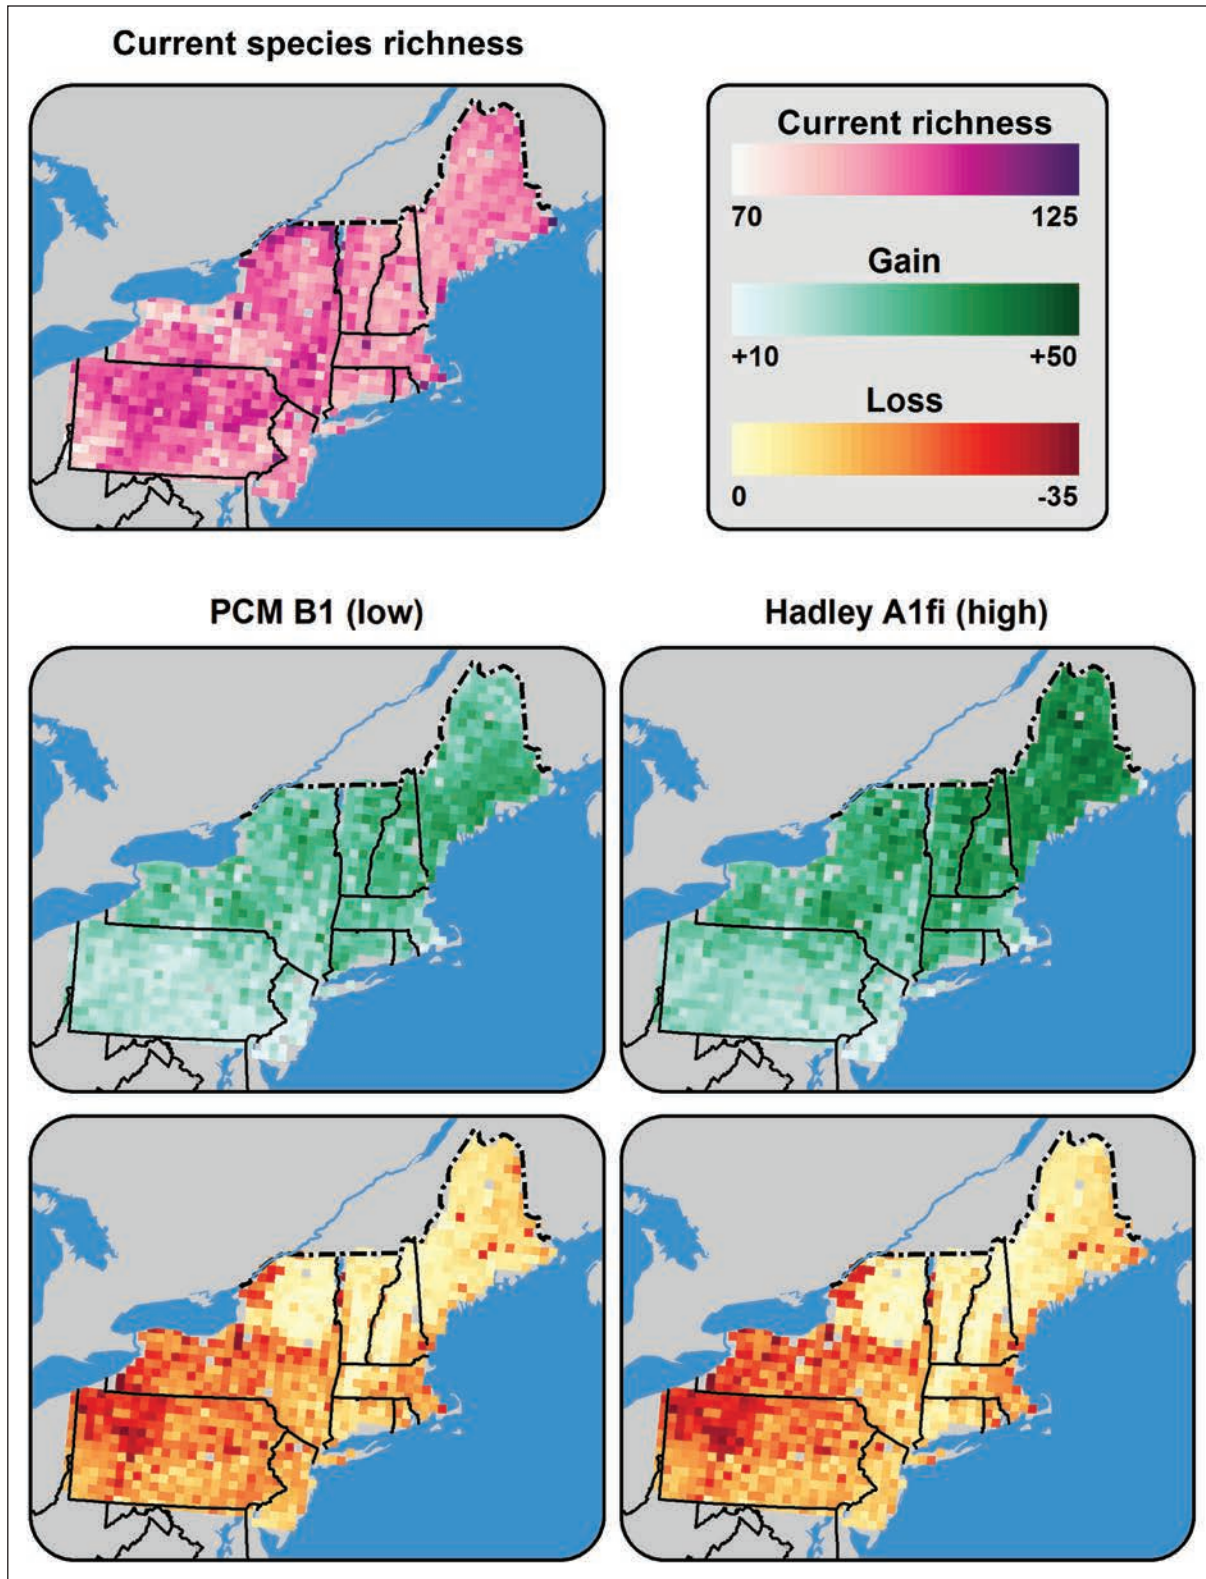 Current species richness
Current richness
70 125
Gain
+10 +50
Loss
0 -35
PCM B1 (low)
Hadley A1fi (high)